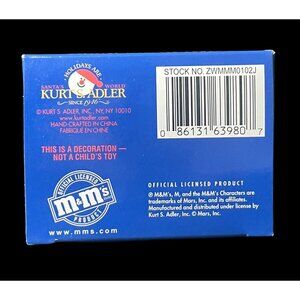 HOLIDAYS ARE
SANTA'S WORLD
KURT S. ADLER
SINCE 1946
© KURT S. ADLER, INC., NY, NY 10010
www.kurtadler.com
HAND-CRAFTED IN CHINA
FABRIQUE EN CHINE
THIS IS A DECORATION —
NOT A CHILD'S TOY
OFFICIAL LICENSED
m&m's
PRODUCT
www.mms.com
STOCK NO. ZWMMM0102J
0 86131 63980 7
OFFICIAL LICENSED PRODUCT
M&M's, M, and the M&M's Characters are
trademarks of Mars, Inc. and its affiliates.
Manufactured and distributed under license by
Kurt S. Adler, Inc. © Mars, Inc.